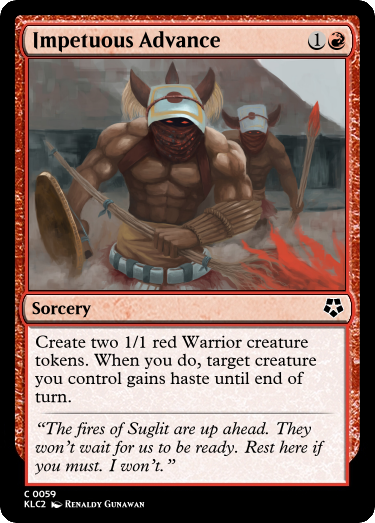 Impetuous Advance 1
Sorcery
Create two 1/1 red Warrior creature
tokens. When you do, target creature
you control gains haste until end of
turn.
“The fires of Suglit are up ahead. They
won’t wait for us to be ready. Rest here if
you must. I won’t.”
C 0059
KLC2 Renaldy Gunawan